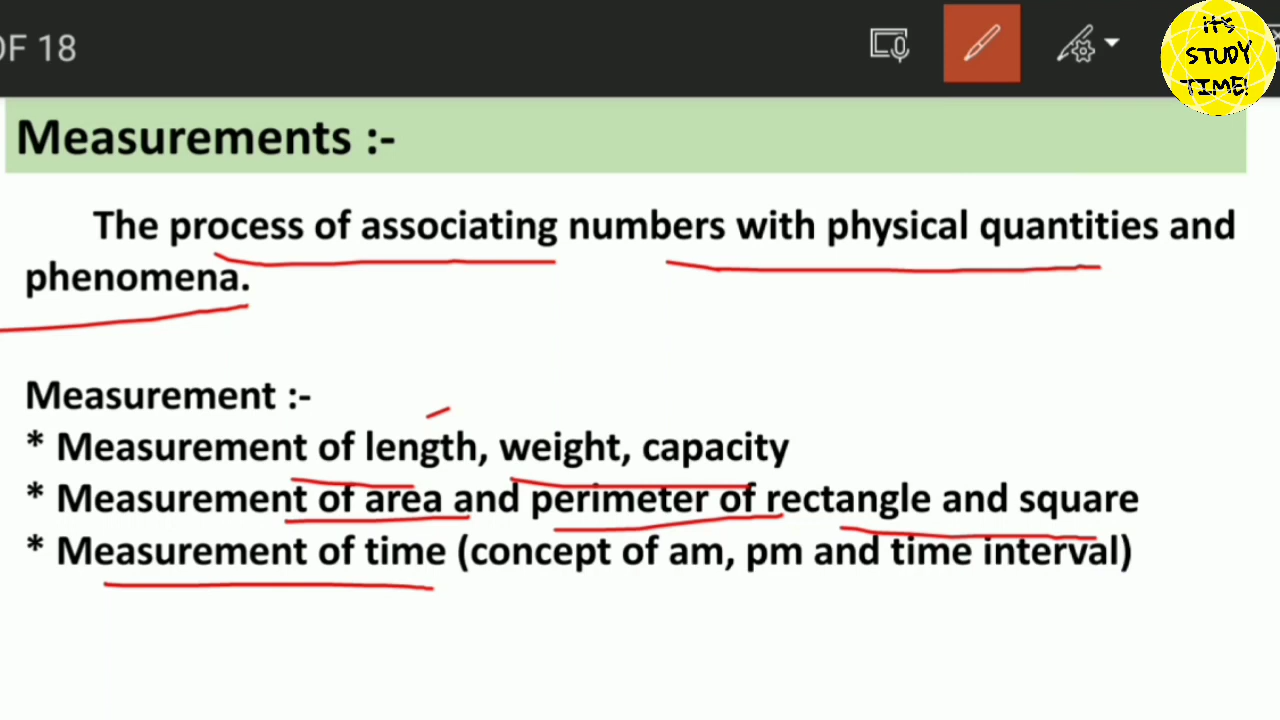 OF 18
It's
STUDY
TIME!
Measurements :-
The process of associating numbers with physical quantities and
phenomena.
Measurement :-
* Measurement of length, weight, capacity
* Measurement of area and perimeter of rectangle and square
* Measurement of time (concept of am, pm and time interval)